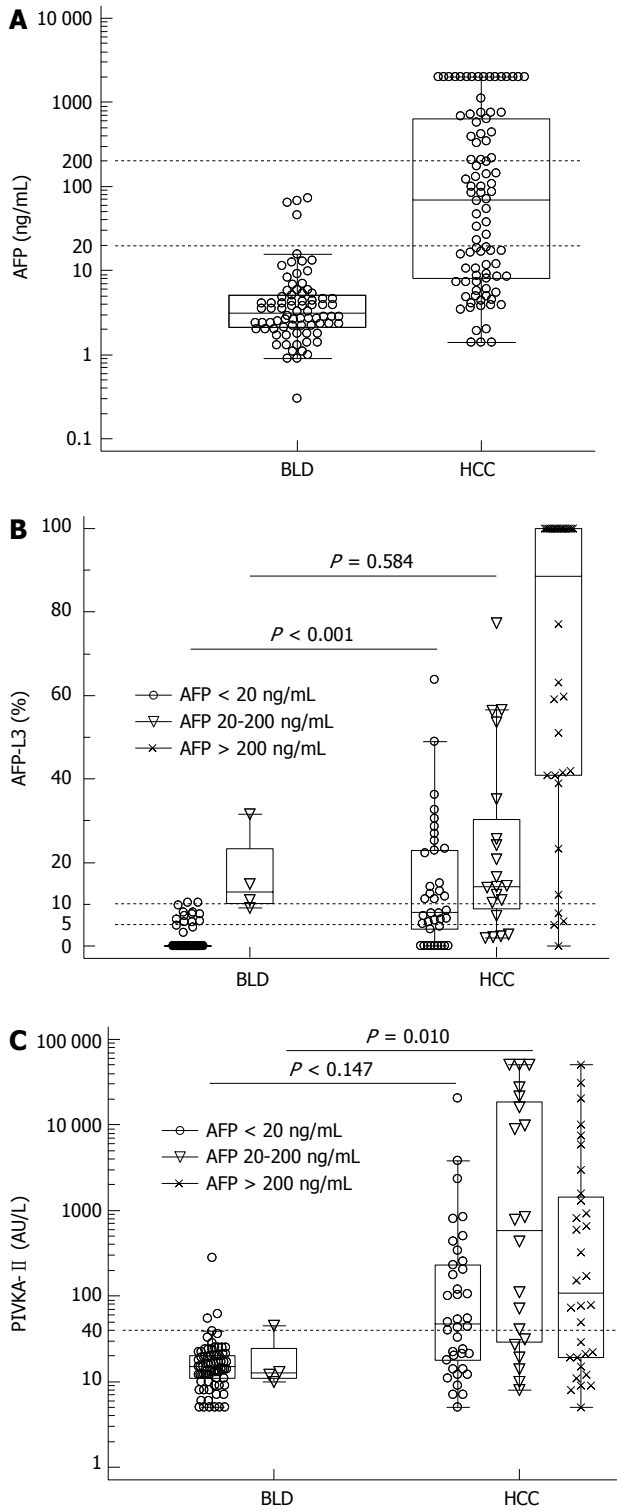 A
10 000
1000
200
100
20
10
1
0.1
AFP (ng/mL)
BLD HCC
B
100
80
60
40
20
10
5
0
AFP-L3 (%)
P = 0.584
P < 0.001
AFP < 20 ng/mL
AFP 20-200 ng/mL
AFP > 200 ng/mL
BLD HCC
C
100 000
10 000
1000
100
40
10
1
PIVKA-Ⅱ (AU/L)
P = 0.010
P < 0.147
AFP < 20 ng/mL
AFP 20-200 ng/mL
AFP > 200 ng/mL
BLD HCC